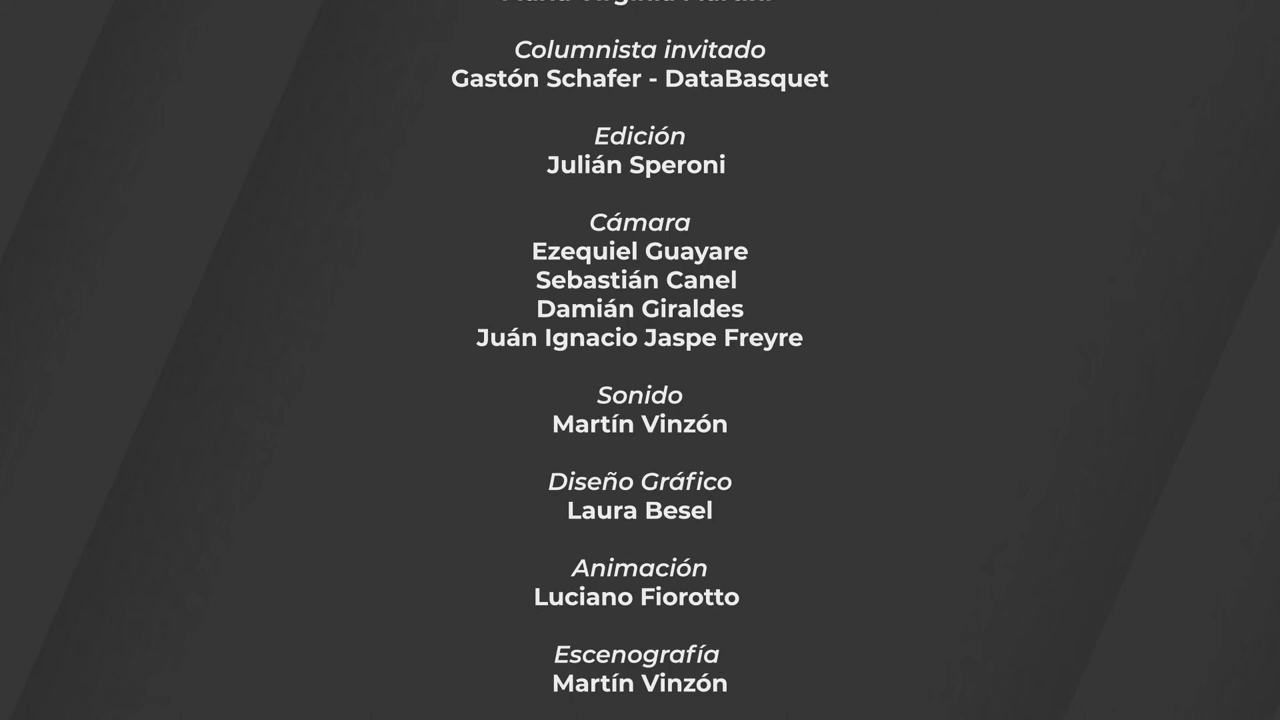 Columnista invitado
Gastón Schafer - DataBasquet
Edición
Julián Speroni
Cámara
Ezequiel Guayare
Sebastián Canel
Damián Giraldes
Juán Ignacio Jaspe Freyre
Sonido
Martín Vinzón
Diseño Gráfico
Laura Besel
Animación
Luciano Fiorotto
Escenografía
Martín Vinzón